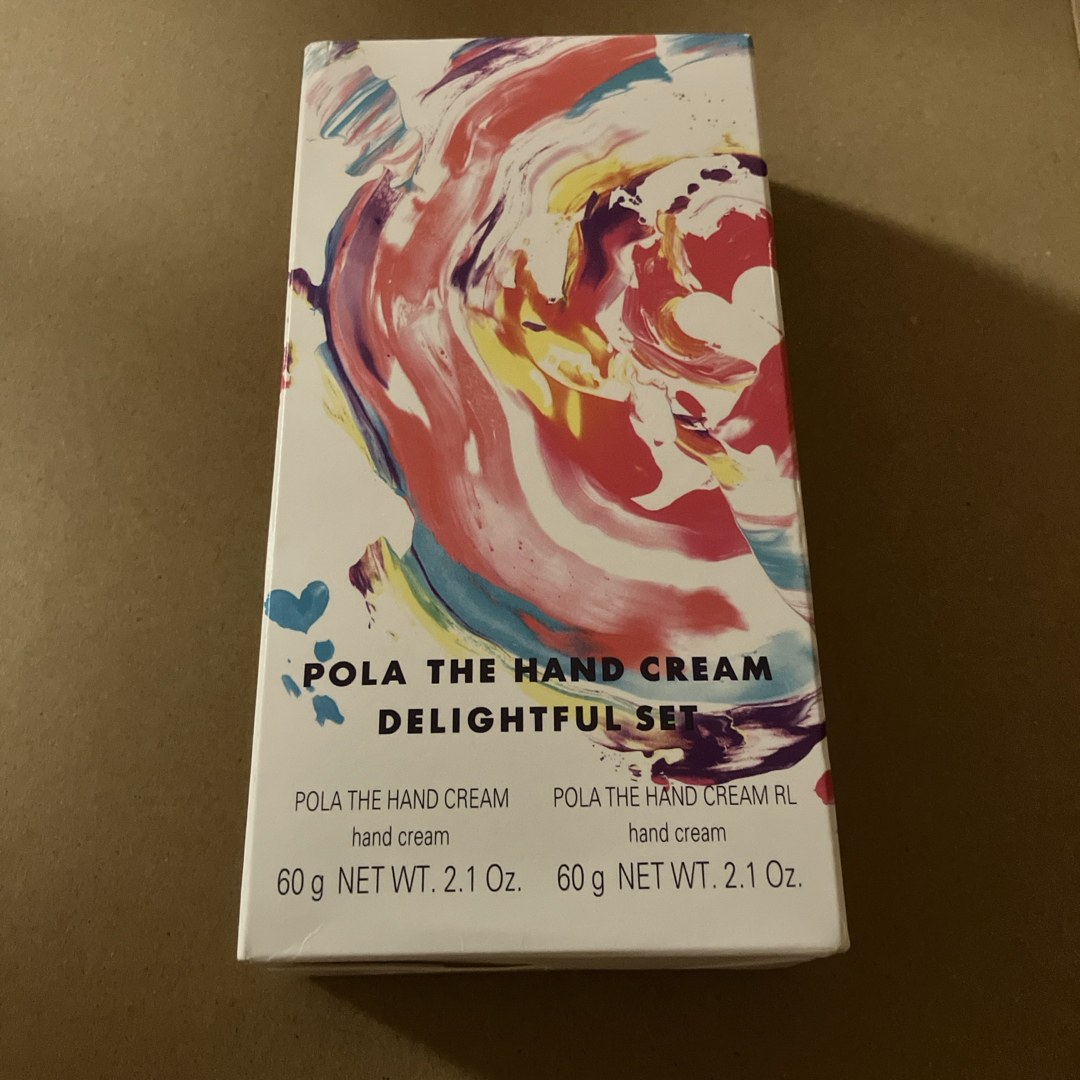 POLA THE HAND CREAM
DELIGHTFUL SET
POLA THE HAND CREAM
hand cream
60 g NET WT. 2.1 Oz.
POLA THE HAND CREAM RL
hand cream
60 g NET WT. 2.1 Oz.